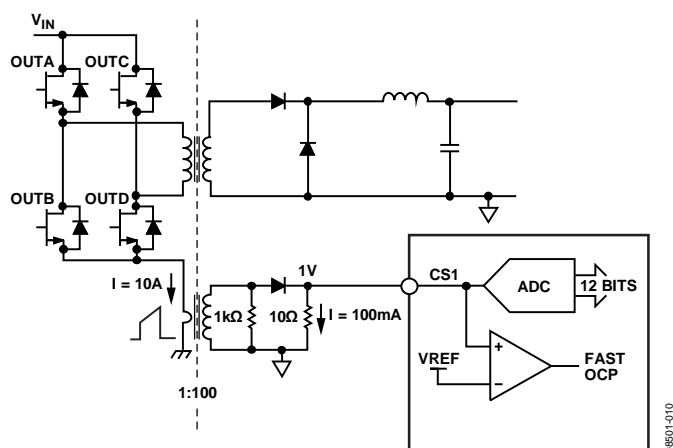 VIN
OUTA OUTC
OUTB OUTD
I = 10A
1kΩ
1V
10Ω
I = 100mA
1:100
CS1
ADC
12 BITS
VREF
+
−
FAST
OCP
8501-010